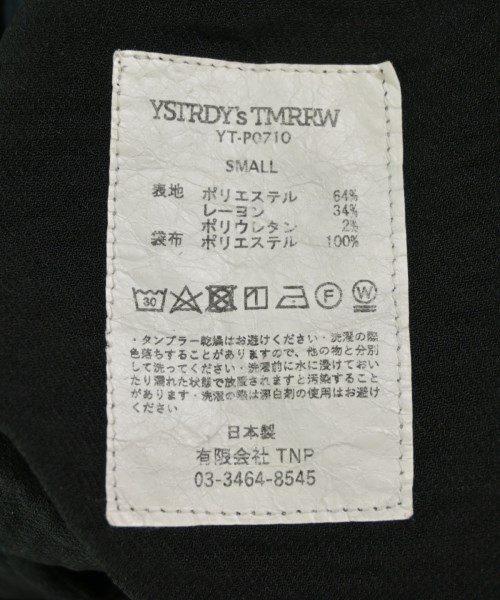 YSTRDY's TMRRW
YT-P0710
SMALL
表地 ポリエステル 64%
レーヨン 34%
ポリウレタン 2%
袋布 ポリエステル 100%
30 F W
・タンブラー乾燥はお避けください・洗濯の際
色落ちすることがありますので、他の物と分別
して洗ってください・洗濯前に水に浸けておい
たり濡れた状態で放置されますと汚染すること
があります・洗濯の際は漂白剤の使用はお避け
ください
日本製
有限会社 TNP
03-3464-8545